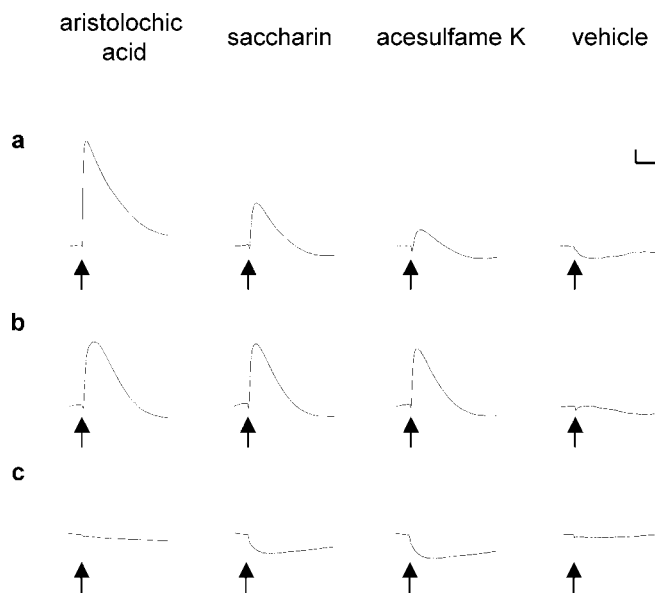 aristolochic
acid
saccharin
acesulfame K
vehicle
a
b
c